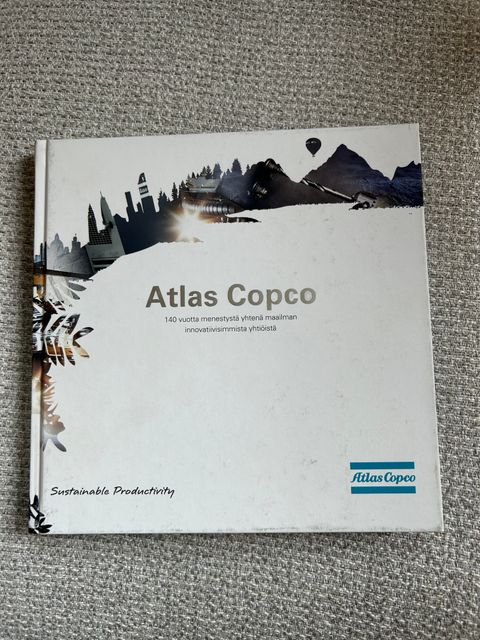 Atlas Copco
140 vuotta menestystä yhtenä maailman
innovatiivisimmista yhtiöistä
Sustainable Productivity
Atlas Copco